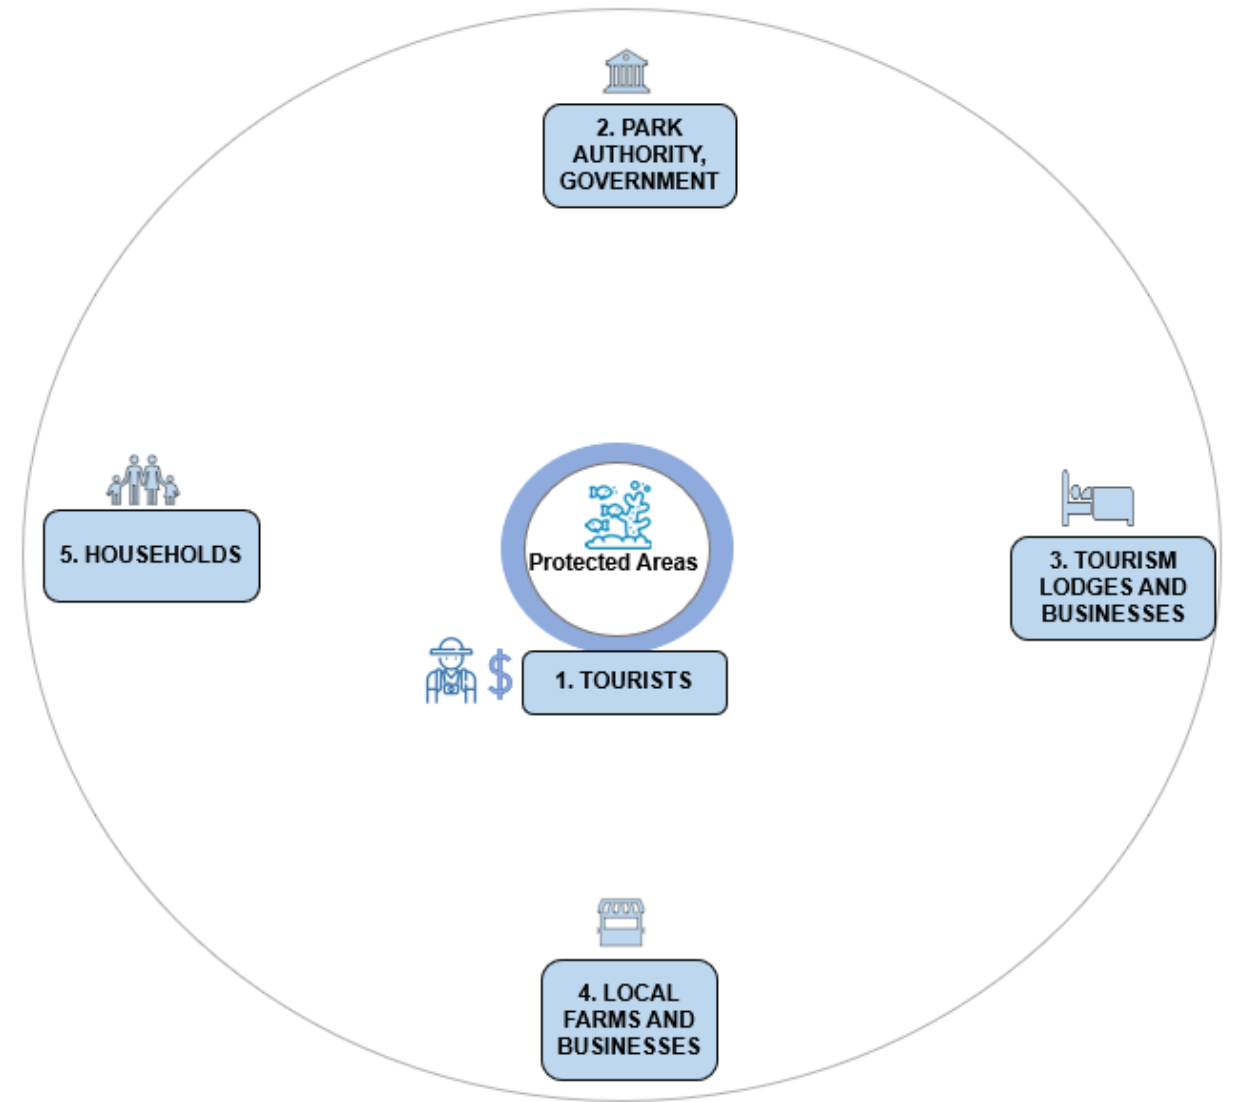 2. PARK
AUTHORITY,
GOVERNMENT
5. HOUSEHOLDS
Protected Areas
3. TOURISM
LODGES AND
BUSINESSES
$
1. TOURISTS
4. LOCAL
FARMS AND
BUSINESSES